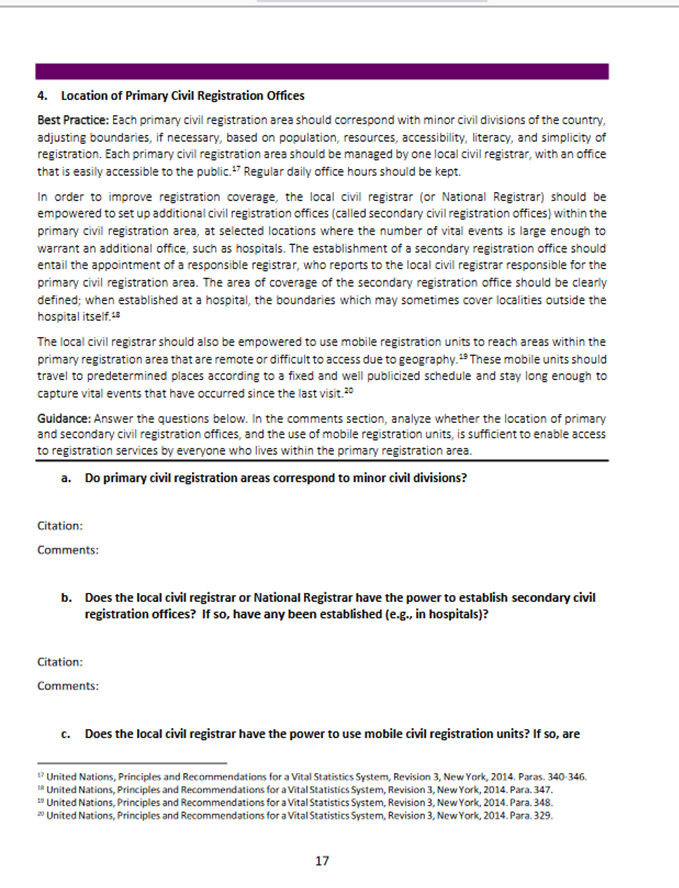 4. Location of Primary Civil Registration Offices
Best Practice: Each primary civil registration area should correspond with minor civil divisions of the country,
adjusting boundaries, if necessary, based on population, resources, accessibility, literacy, and simplicity of
registration. Each primary civil registration area should be managed by one local civil registrar, with an office
that is easily accessible to the public.17 Regular daily office hours should be kept.
In order to improve registration coverage, the local civil registrar (or National Registrar) should be
empowered to set up additional civil registration offices (called secondary civil registration offices) within the
primary civil registration area, at selected locations where the number of vital events is large enough to
warrant an additional office, such as hospitals. The establishment of a secondary registration office should
entail the appointment of a responsible registrar, who reports to the local civil registrar responsible for the
primary civil registration area. The area of coverage of the secondary registration office should be clearly
defined; when established at a hospital, the boundaries which may sometimes cover localities outside the
hospital itself.18
The local civil registrar should also be empowered to use mobile registration units to reach areas within the
primary registration area that are remote or difficult to access due to geography.19 These mobile units should
travel to predetermined places according to a fixed and well publicized schedule and stay long enough to
capture vital events that have occurred since the last visit.20
Guidance: Answer the questions below. In the comments section, analyze whether the location of primary
and secondary civil registration offices, and the use of mobile registration units, is sufficient to enable access
to registration services by everyone who lives within the primary registration area.
a. Do primary civil registration areas correspond to minor civil divisions?
Citation:
Comments:
b. Does the local civil registrar or National Registrar have the power to establish secondary civil
registration offices? If so, have any been established (e.g., in hospitals)?
Citation:
Comments:
c. Does the local civil registrar have the power to use mobile civil registration units? If so, are
17 United Nations, Principles and Recommendations for a Vital Statistics System, Revision 3, New York, 2014. Paras. 340-346.
18 United Nations, Principles and Recommendations for a Vital Statistics System, Revision 3, New York, 2014. Para. 347.
19 United Nations, Principles and Recommendations for a Vital Statistics System, Revision 3, New York, 2014. Para. 348.
20 United Nations, Principles and Recommendations for a Vital Statistics System, Revision 3, New York, 2014. Para. 329.
17